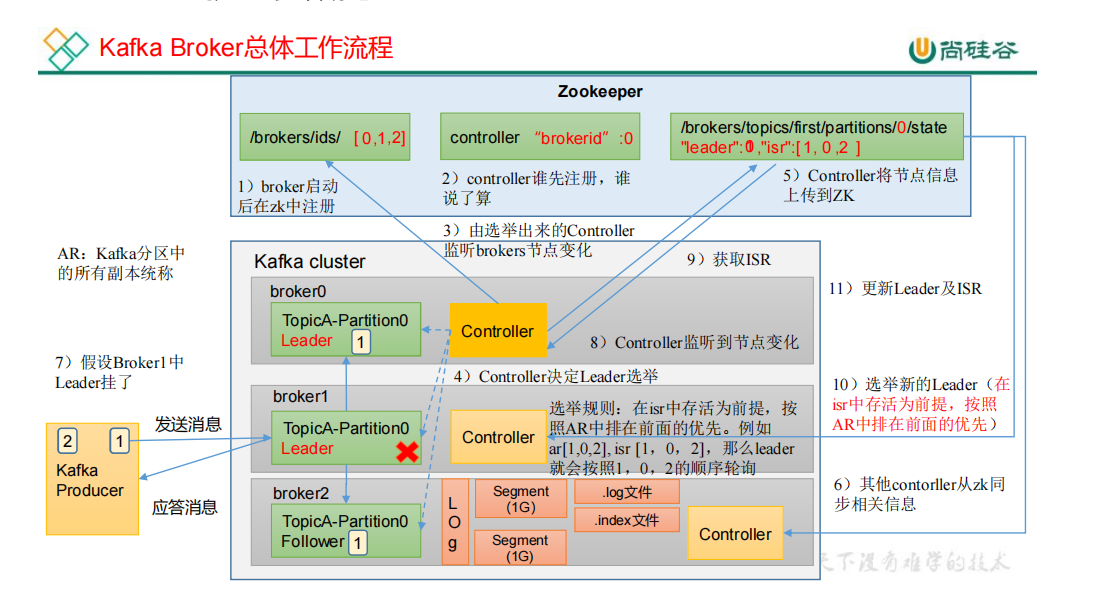 Kafka Broker总体工作流程
尚硅谷
Zookeeper
/brokers/ids/ [ 0,1,2]
controller “brokerid” :0
/brokers/topics/first/partitions/0/state
"leader": ,"isr":[ 1, 0 ,2 ]
1）broker启动
后在zk中注册
2）controller谁先注册，谁
说了算
5）Controller将节点信息
上传到ZK
3）由选举出来的Controller
监听brokers节点变化
AR：Kafka分区中
的所有副本统称
Kafka cluster
9）获取ISR
11）更新Leader及ISR
broker0
TopicA-Partition0
Leader
1
Controller
8）Controller监听到节点变化
7）假设Broker1中
Leader挂了
4）Controller决定Leader选举
10）选举新的Leader（在
isr中存活为前提，按照
AR中排在前面的优先）
broker1
TopicA-Partition0
Leader
Controller
选举规则：在isr中存活为前提，按
照AR中排在前面的优先。例如
ar[1,0,2], isr [1，0，2]，那么leader
就会按照1，0，2的顺序轮询
发送消息
2
1
Kafka
Producer
应答消息
6）其他contorller从zk同
步相关信息
broker2
TopicA-Partition0
Follower
1
L
O
g
Segment
(1G)
Segment
(1G)
.log文件
.index文件
Controller
天下没有难学的技术